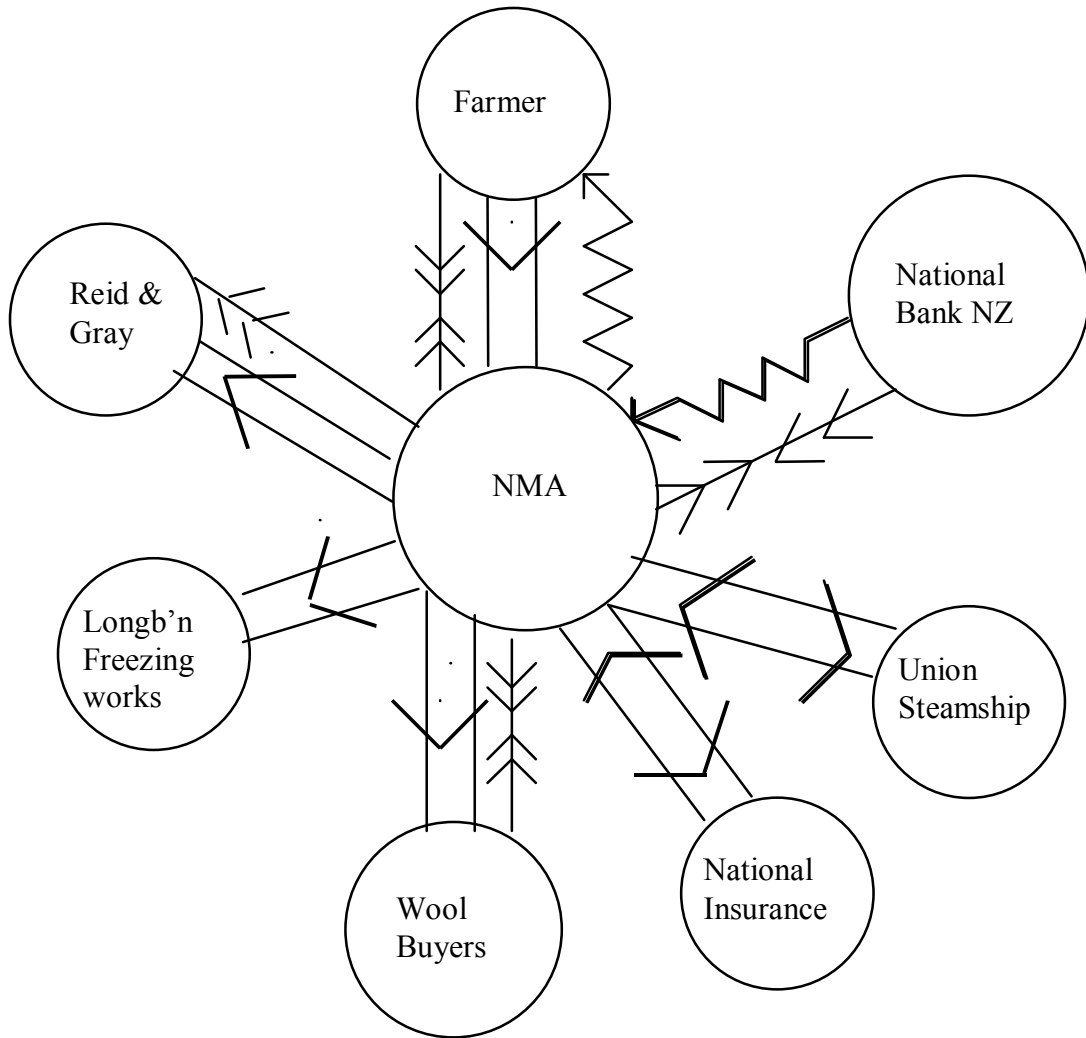 Farmer
Reid &
Gray
National
Bank NZ
NMA
Longb’n
Freezing
works
Union
Steamship
National
Insurance
Wool
Buyers